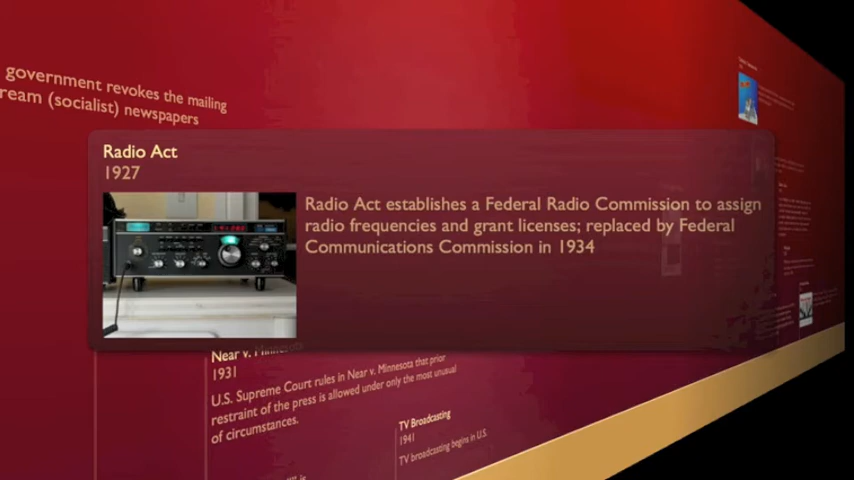 government revokes the mailing
ream (socialist) newspapers
Radio Act
1927
Radio Act establishes a Federal Radio Commission to assign
radio frequencies and grant licenses; replaced by Federal
Communications Commission in 1934
Near v. Minnesota
1931
U.S. Supreme Court rules in Near v. Minnesota that prior
restraint of the press is allowed under only the most unusual
of circumstances.
TV Broadcasting
1941
TV broadcasting begins in U.S.